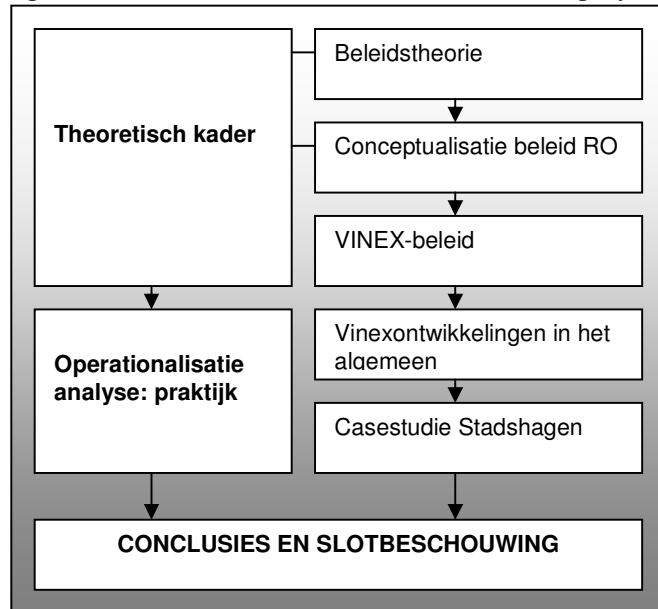 Theoretisch kader
Operationalisatie
analyse: praktijk
Beleidstheorie
Conceptualisatie beleid RO
VINEX-beleid
Vinexontwikkelingen in het
algemeen
Casestudie Stadshagen
CONCLUSIES EN SLOTBESCHOUWING